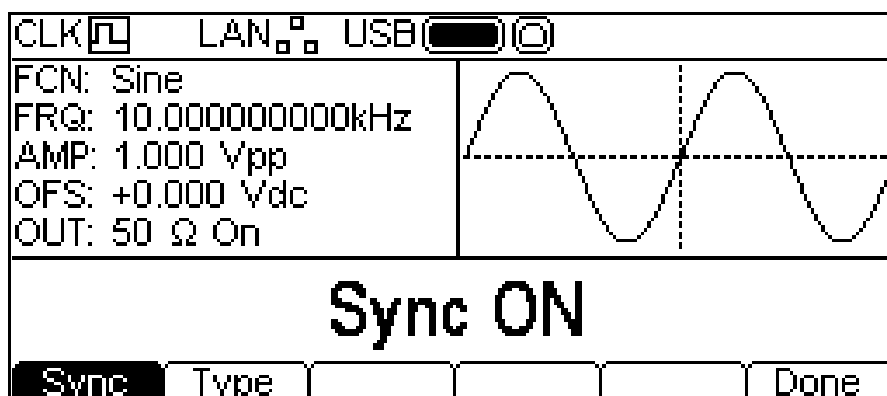 CLK LAN USB
FCN: Sine
FRQ: 10.000000000kHz
AMP: 1.000 Vpp
OFS: +0.000 Vdc
OUT: 50 Ω On
Sync ON
Sync Type Done